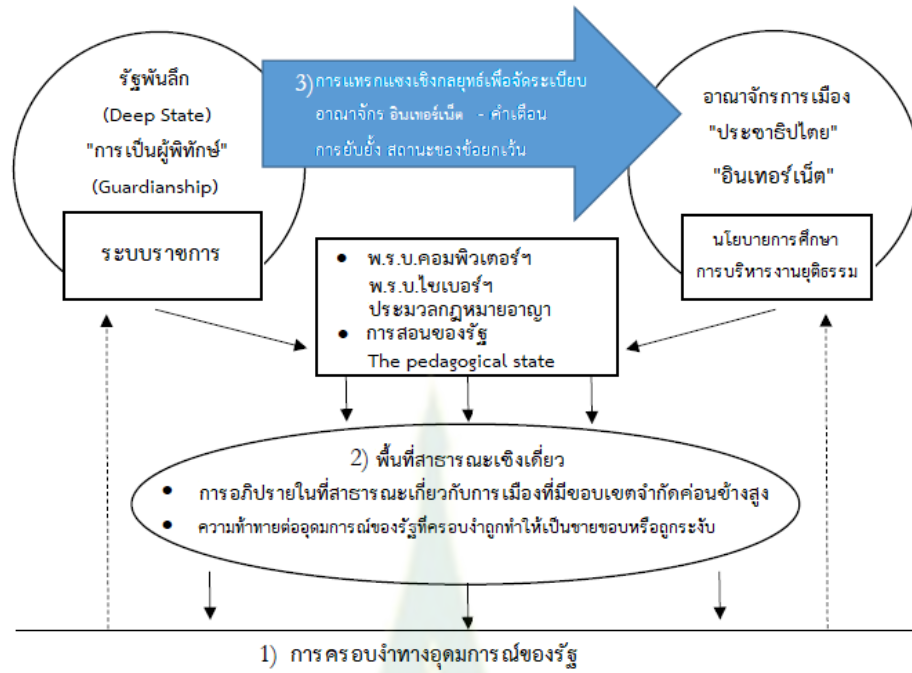 รัฐพันลึก
(Deep State)
"การเป็นผู้พิทักษ์"
(Guardianship)
ระบบราชการ
3) การแทรกแซงเชิงกลยุทธ์เพื่อจัดระเบียบ
อาณาจักร อินเทอร์เน็ต - คำเตือน
การยับยั้ง สถานะของข้อยกเว้น
อาณาจักรการเมือง
"ประชาธิปไตย"
"อินเทอร์เน็ต"
นโยบายการศึกษา
การบริหารงานยุติธรรม
● พ.ร.บ.คอมพิวเตอร์ฯ
พ.ร.บ.ไซเบอร์ฯ
ประมวลกฎหมายอาญา
● การสอนของรัฐ
The pedagogical state
2) พื้นที่สาธารณะเชิงเดี่ยว
● การอภิปรายในที่สาธารณะเกี่ยวกับการเมืองที่มีขอบเขตจำกัดค่อนข้างสูง
● ความท้าทายต่ออุดมการณ์ของรัฐที่ครอบงำถูกทำให้เป็นชายขอบหรือถูกระงับ
1) การครอบงำทางอุดมการณ์ของรัฐ